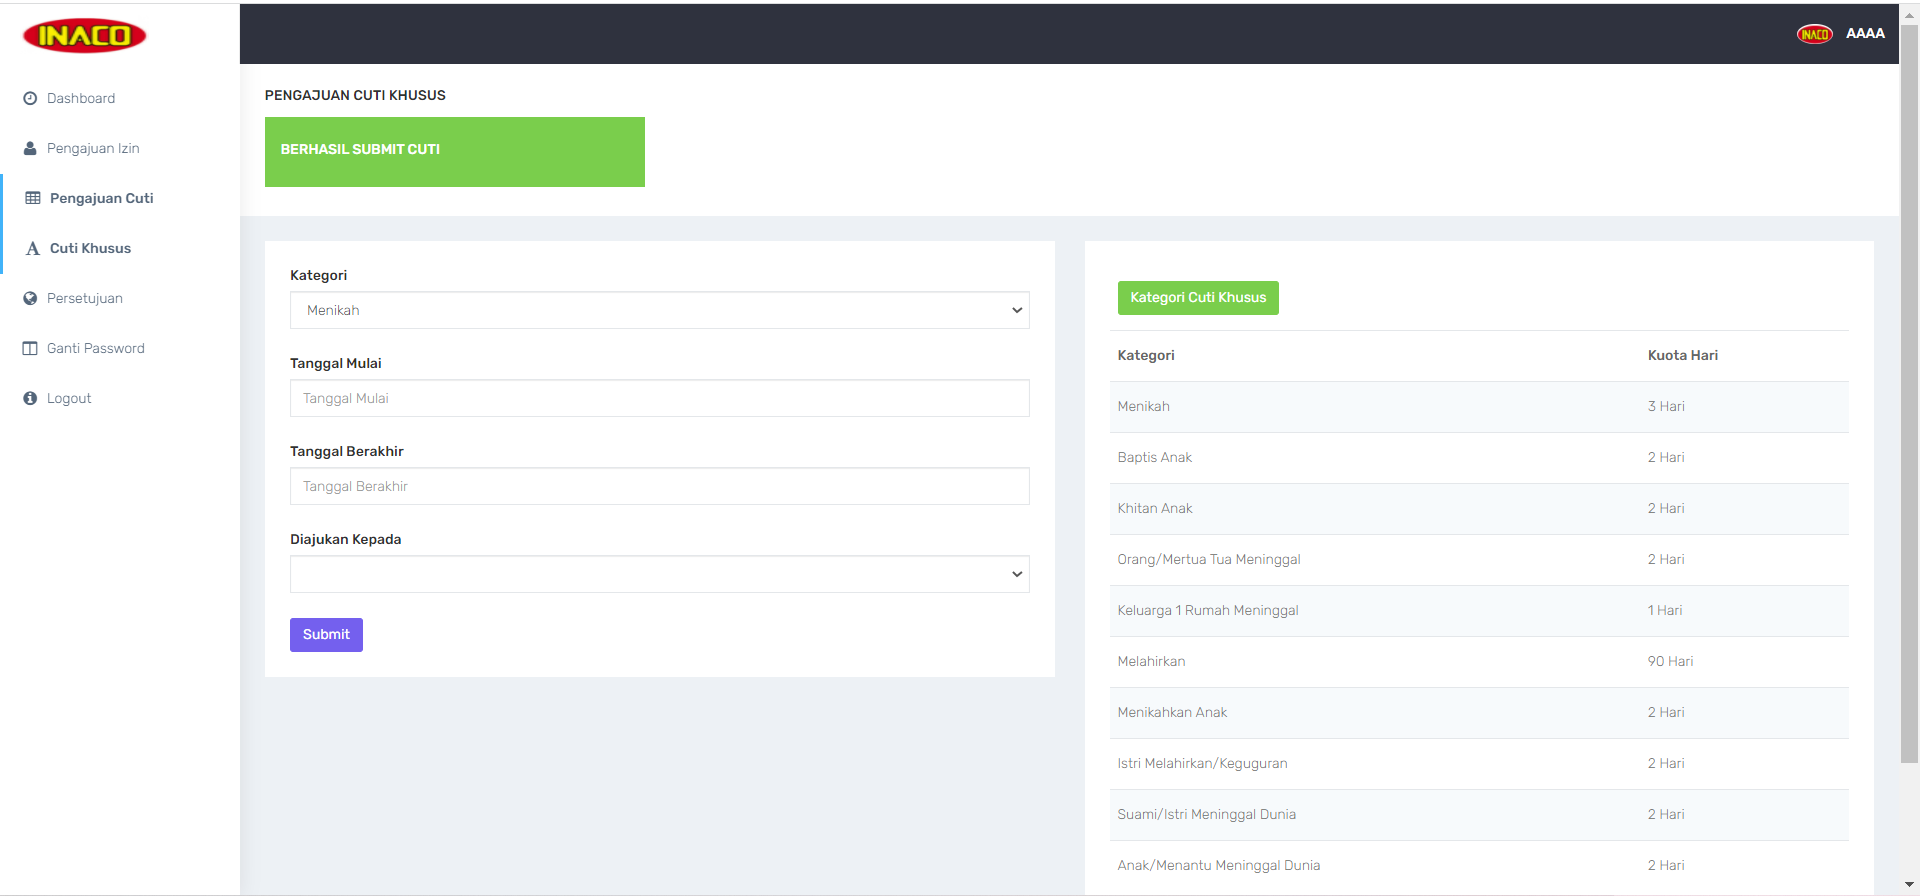 INACO
INACO AAAA
Dashboard
Pengajuan Izin
Pengajuan Cuti
Cuti Khusus
Persetujuan
Ganti Password
Logout
PENGAJUAN CUTI KHUSUS
BERHASIL SUBMIT CUTI
Kategori
Menikah
Tanggal Mulai
Tanggal Mulai
Tanggal Berakhir
Tanggal Berakhir
Diajukan Kepada
Submit
Kategori Cuti Khusus
Kategori Kuota Hari
Menikah 3 Hari
Baptis Anak 2 Hari
Khitan Anak 2 Hari
Orang/Mertua Tua Meninggal 2 Hari
Keluarga 1 Rumah Meninggal 1 Hari
Melahirkan 90 Hari
Menikahkan Anak 2 Hari
Istri Melahirkan/Keguguran 2 Hari
Suami/Istri Meninggal Dunia 2 Hari
Anak/Menantu Meninggal Dunia 2 Hari